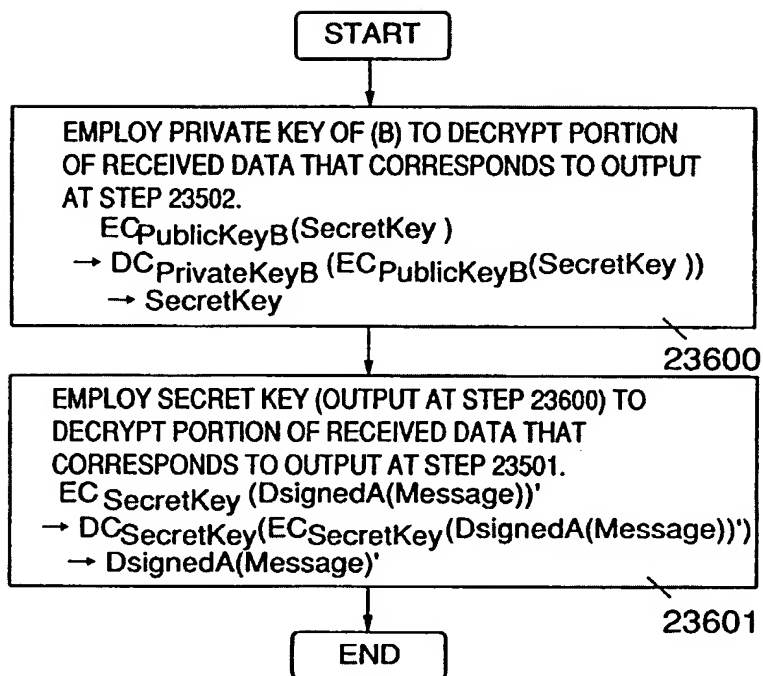 START
EMPLOY PRIVATE KEY OF (B) TO DECRYPT PORTION
OF RECEIVED DATA THAT CORRESPONDS TO OUTPUT
AT STEP 23502.
ECPublicKeyB(SecretKey )
→ DCPrivateKeyB (ECPublicKeyB(SecretKey ))
→ SecretKey
23600
EMPLOY SECRET KEY (OUTPUT AT STEP 23600) TO
DECRYPT PORTION OF RECEIVED DATA THAT
CORRESPONDS TO OUTPUT AT STEP 23501.
EC SecretKey (DsignedA(Message))'
→ DCSecretKey(ECSecretKey(DsignedA(Message))')
→ DsignedA(Message)'
23601
END